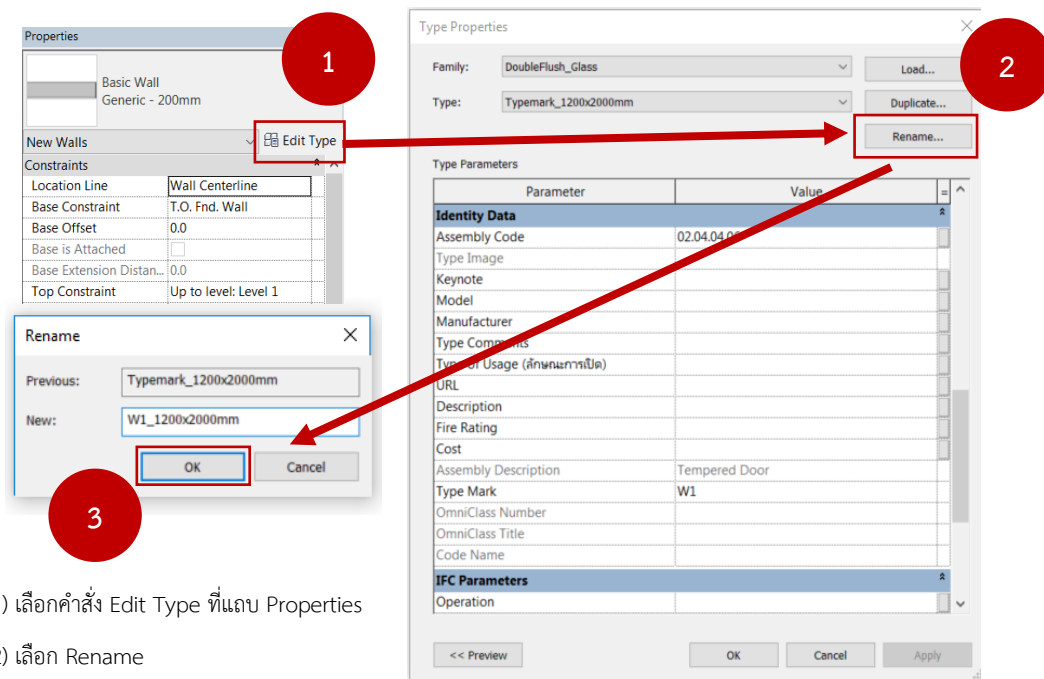 Properties
1
Basic Wall
Generic - 200mm
New Walls
Edit Type
Constraints
Location Line Wall Centerline
Base Constraint T.O. Fnd. Wall
Base Offset 0.0
Base is Attached
Base Extension Distan... 0.0
Top Constraint Up to level: Level 1
Type Properties
2
Family: DoubleFlush_Glass Load...
Type: Typemark_1200x2000mm Duplicate...
Rename...
Type Parameters
Parameter Value =
Identity Data
Assembly Code 02.04.04
Type Image
Keynote
Model
Manufacturer
Type Comments
Type of Usage (ลักษณะการเปิด)
URL
Description
Fire Rating
Cost
Assembly Description Tempered Door
Type Mark W1
OmniClass Number
OmniClass Title
Code Name
IFC Parameters
Operation
<< Preview OK Cancel Apply
Rename
Previous: Typemark_1200x2000mm
New: W1_1200x2000mm
OK Cancel
3
) เลือกคำสั่ง Edit Type ที่แถบ Properties
2) เลือก Rename